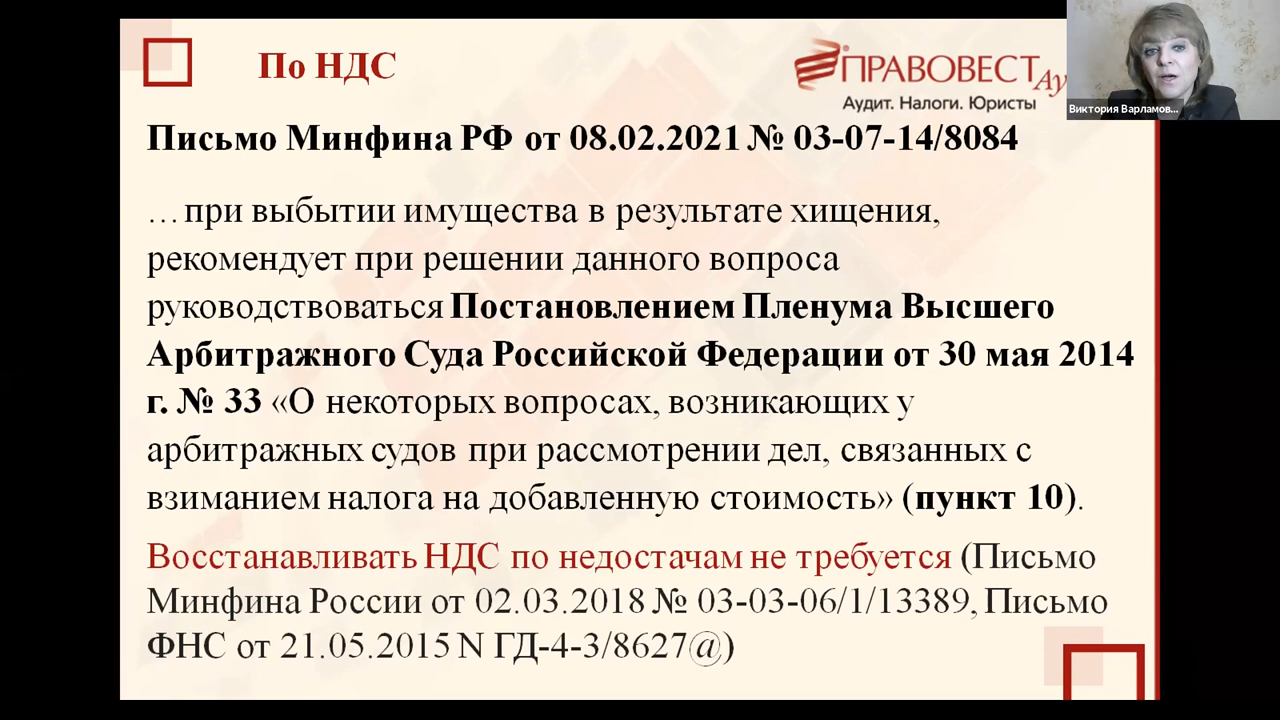 По НДС
ПРАВОВЕСТ
Аудит. Налоги. Юристы
Виктория Варламов...
Письмо Минфина РФ от 08.02.2021 № 03-07-14/8084
…при выбытии имущества в результате хищения,
рекомендует при решении данного вопроса
руководствоваться Постановлением Пленума Высшего
Арбитражного Суда Российской Федерации от 30 мая 2014
г. № 33 «О некоторых вопросах, возникающих у
арбитражных судов при рассмотрении дел, связанных с
взиманием налога на добавленную стоимость» (пункт 10).
Восстанавливать НДС по недостачам не требуется (Письмо
Минфина России от 02.03.2018 № 03-03-06/1/13389, Письмо
ФНС от 21.05.2015 N ГД-4-3/8627@)